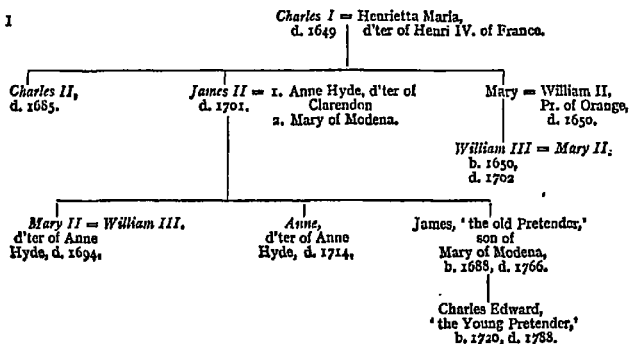 1
Charles I = Henrietta Maria,
d. 1649 d'ter of Henri IV. of France.
Charles II,
d. 1685.
James II = 1. Anne Hyde, d'ter of
d. 1701. Clarendon
2. Mary of Modena.
Mary = William II,
Pr. of Orange,
d. 1650.
William III = Mary II.
b. 1650,
d. 1702
Mary II = William III.
d'ter of Anne
Hyde, d. 1694.
Anne,
d'ter of Anne
Hyde, d. 1714.
James, 'the old Pretender,'
son of
Mary of Modena,
b. 1688, d. 1766.
Charles Edward,
'the Young Pretender,'
b. 1720, d. 1788.